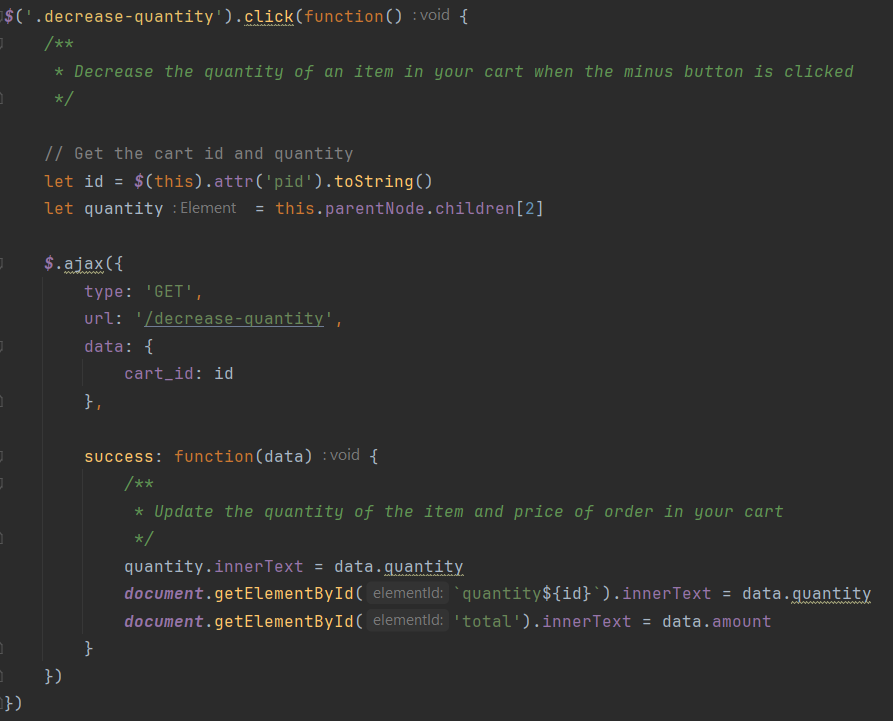 $('.decrease-quantity').click(function() : void {
    /**
     * Decrease the quantity of an item in your cart when the minus button is clicked
     */

    // Get the cart id and quantity
    let id = $(this).attr('pid').toString()
    let quantity : Element = this.parentNode.children[2]

    $.ajax({
        type: 'GET',
        url: '/decrease-quantity',
        data: {
            cart_id: id
        },

        success: function(data) : void {
            /**
             * Update the quantity of the item and price of order in your cart
             */
            quantity.innerText = data.quantity
            document.getElementById( elementId: `quantity${id}`).innerText = data.quantity
            document.getElementById( elementId: 'total').innerText = data.amount
        }
    })
})